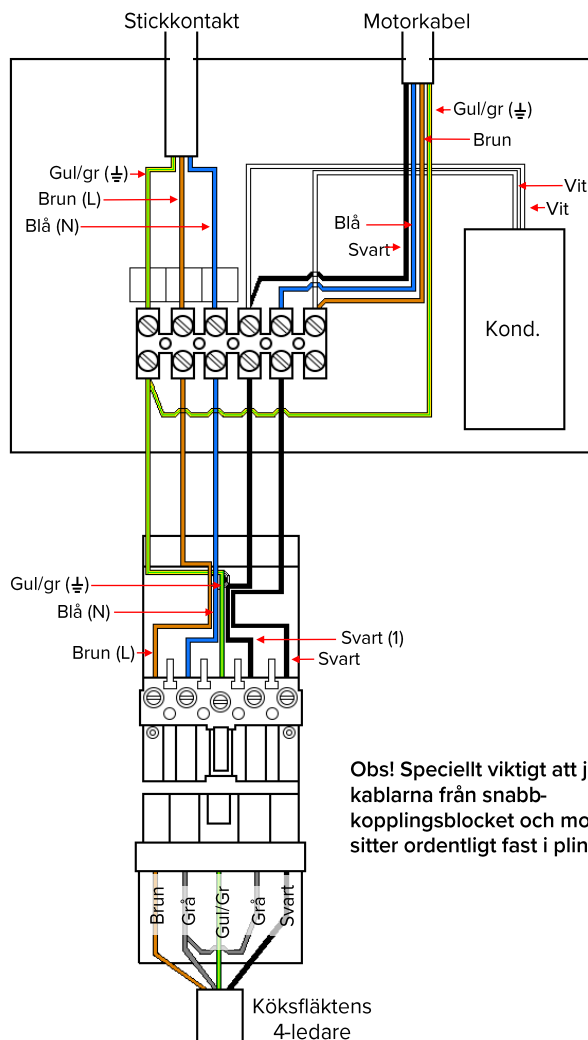 Stickkontakt
Motorkabel
Gul/gr (⏚)
Brun
Gul/gr (⏚)
Brun (L)
Blå (N)
Vit
Vit
Blå
Svart
Kond.
Gul/gr (⏚)
Blå (N)
Brun (L)
Svart (1)
Svart
Obs! Speciellt viktigt att
kablarna från snabb-
kopplingsblocket och
sitter ordentligt fast i
Brun
Grå
Gul/Gr
Grå
Svart
Köksfläktens
4-ledare